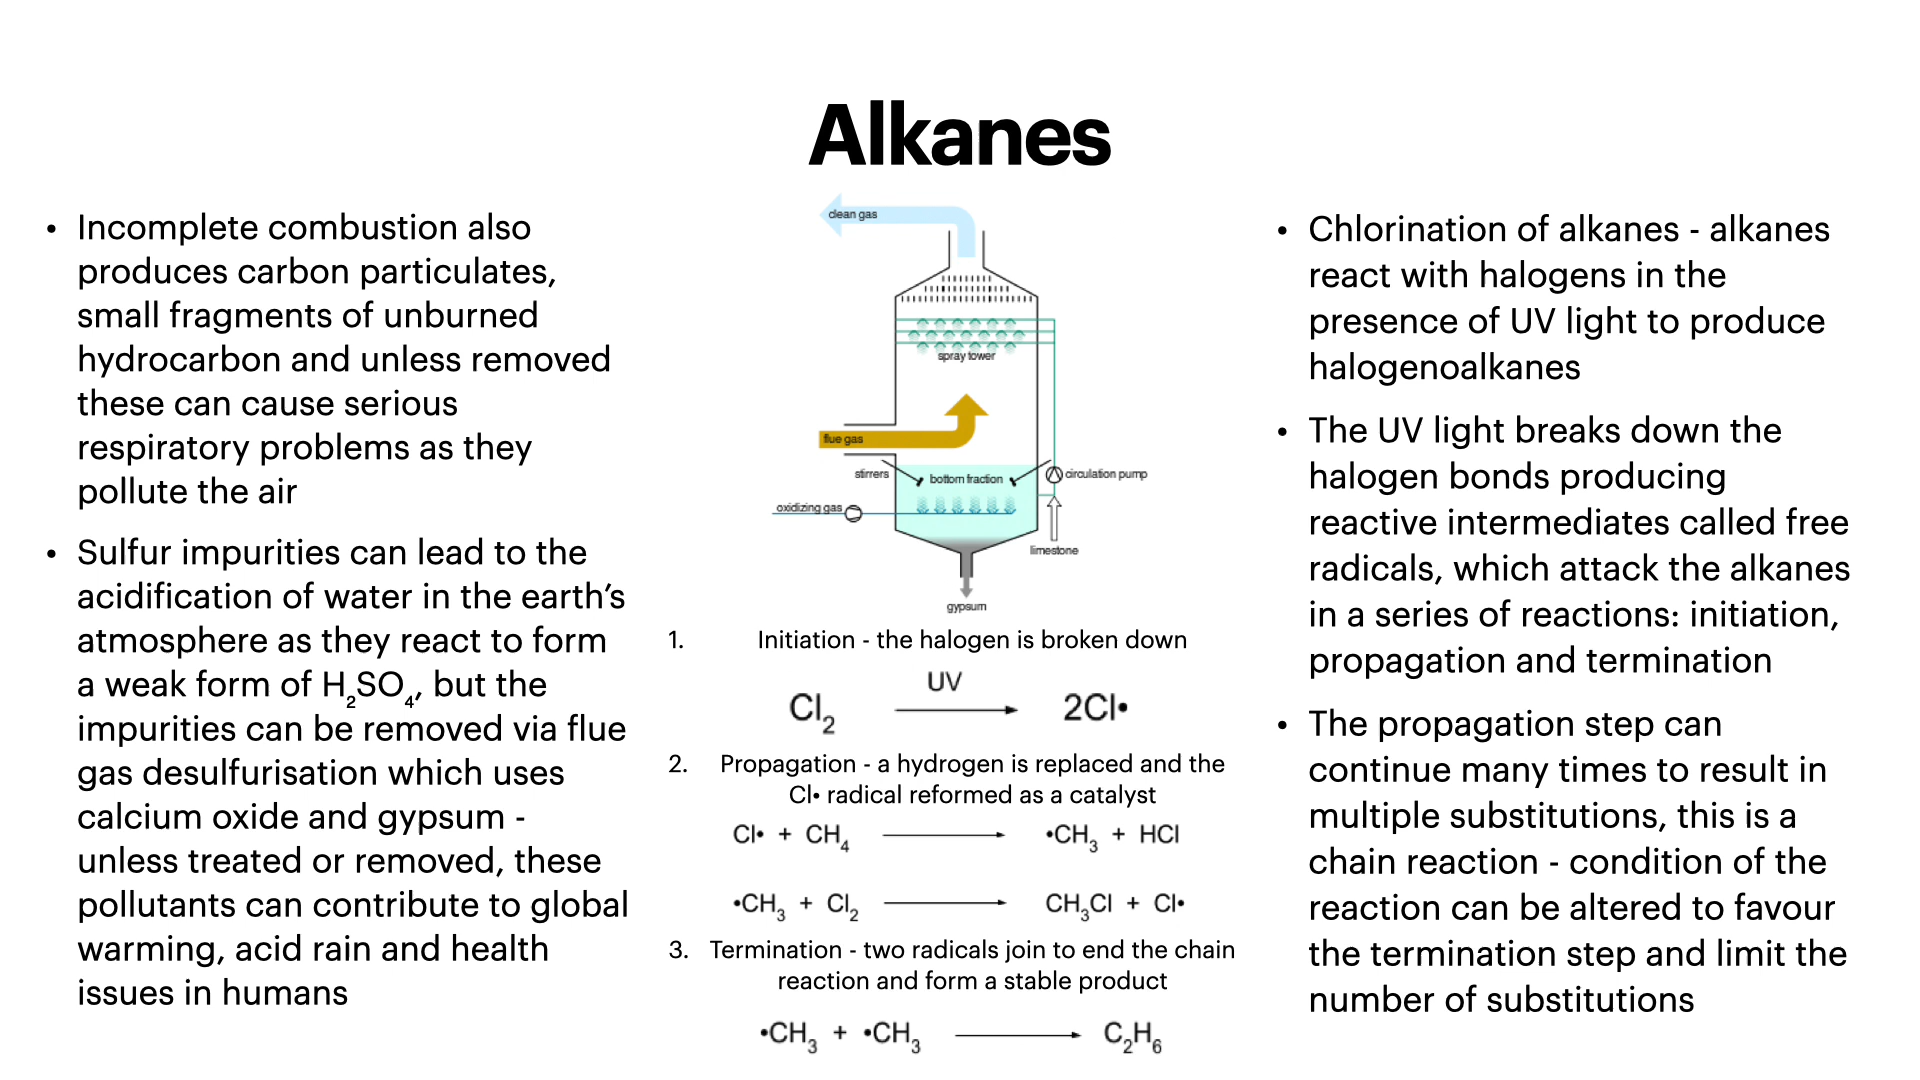 Alkanes
• Incomplete combustion also
produces carbon particulates,
small fragments of unburned
hydrocarbon and unless removed
these can cause serious
respiratory problems as they
pollute the air
• Sulfur impurities can lead to the
acidification of water in the earth’s
atmosphere as they react to form
a weak form of H₂SO₄, but the
impurities can be removed via flue
gas desulfurisation which uses
calcium oxide and gypsum -
unless treated or removed, these
pollutants can contribute to global
warming, acid rain and health
issues in humans
clean gas
spray tower
flue gas
stirrers
bottom fraction
circulation pump
oxidizing gas
limestone
gypsum
1. Initiation - the halogen is broken down
UV
Cl₂ → 2Cl•
2. Propagation - a hydrogen is replaced and the
Cl• radical reformed as a catalyst
Cl• + CH₄ → •CH₃ + HCl
•CH₃ + Cl₂ → CH₃Cl + Cl•
3. Termination - two radicals join to end the chain
reaction and form a stable product
•CH₃ + •CH₃ → C₂H₆
• Chlorination of alkanes - alkanes
react with halogens in the
presence of UV light to produce
halogenoalkanes
• The UV light breaks down the
halogen bonds producing
reactive intermediates called free
radicals, which attack the alkanes
in a series of reactions: initiation,
propagation and termination
• The propagation step can
continue many times to result in
multiple substitutions, this is a
chain reaction - condition of the
reaction can be altered to favour
the termination step and limit the
number of substitutions